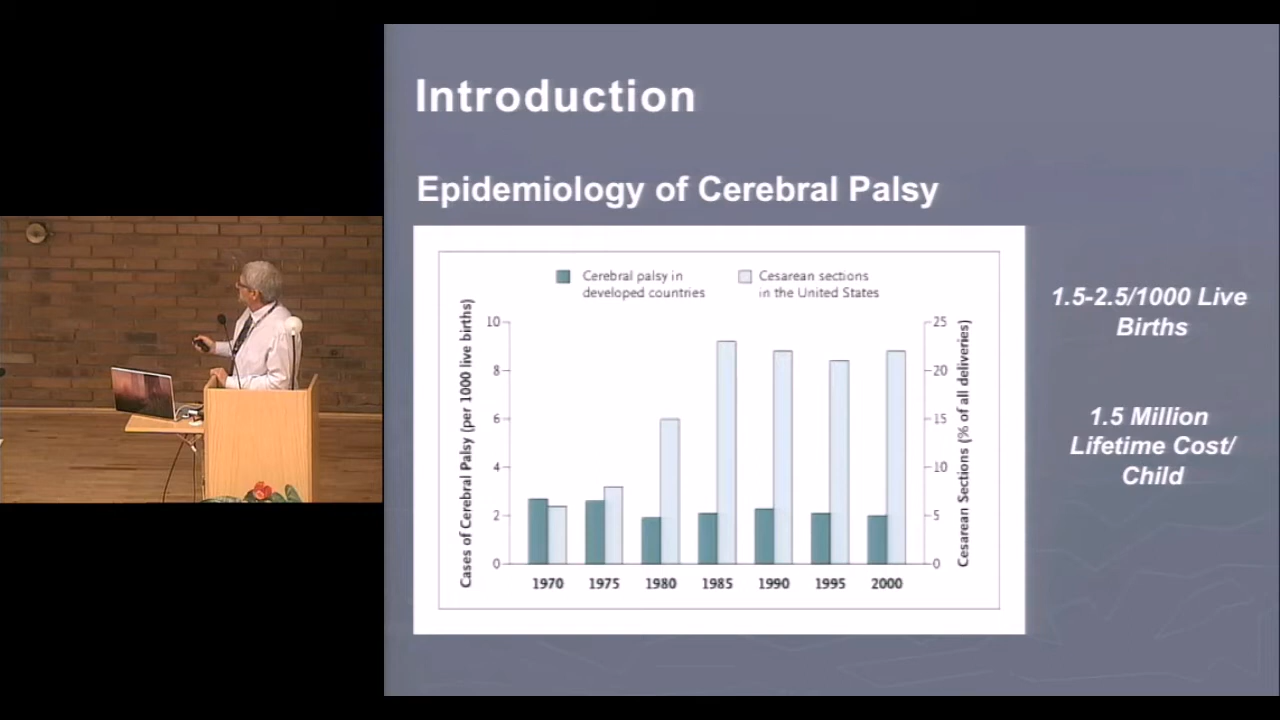 Introduction
Epidemiology of Cerebral Palsy
Cerebral palsy in
developed countries
Cesarean sections
in the United States
Cases of Cerebral Palsy (per 1000 live births)
10
8
6
4
2
0
25
20
15
10
5
0
Cesarean Sections (% of all deliveries)
1970 1975 1980 1985 1990 1995 2000
1.5-2.5/1000 Live
Births
1.5 Million
Lifetime Cost/
Child